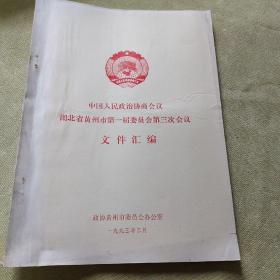 中国人民政治协商会议
湖北省黄州市第一届委员会第三次会议
文件汇编
政协黄州市委员会办公室
一九九三年三月